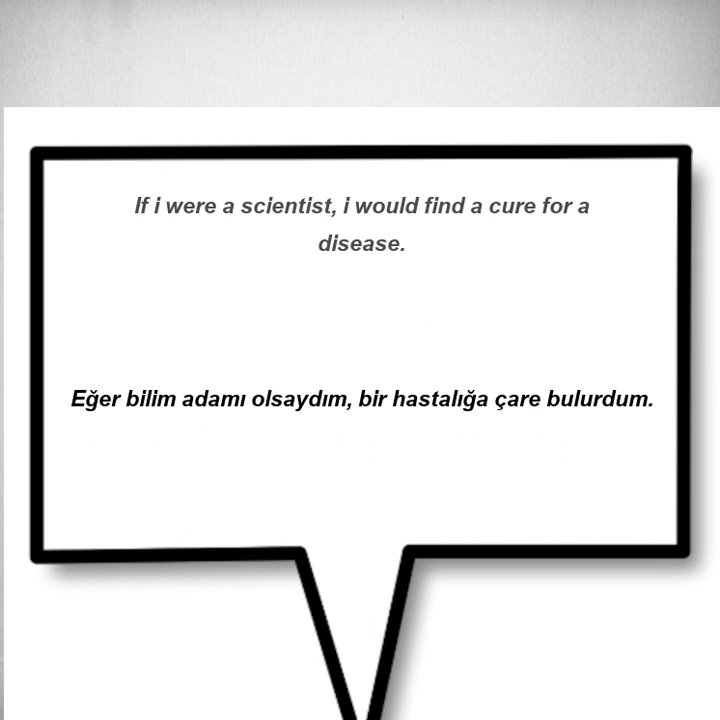 If i were a scientist, i would find a cure for a
disease.
Eğer bilim adamı olsaydım, bir hastalığa çare bulurdum.